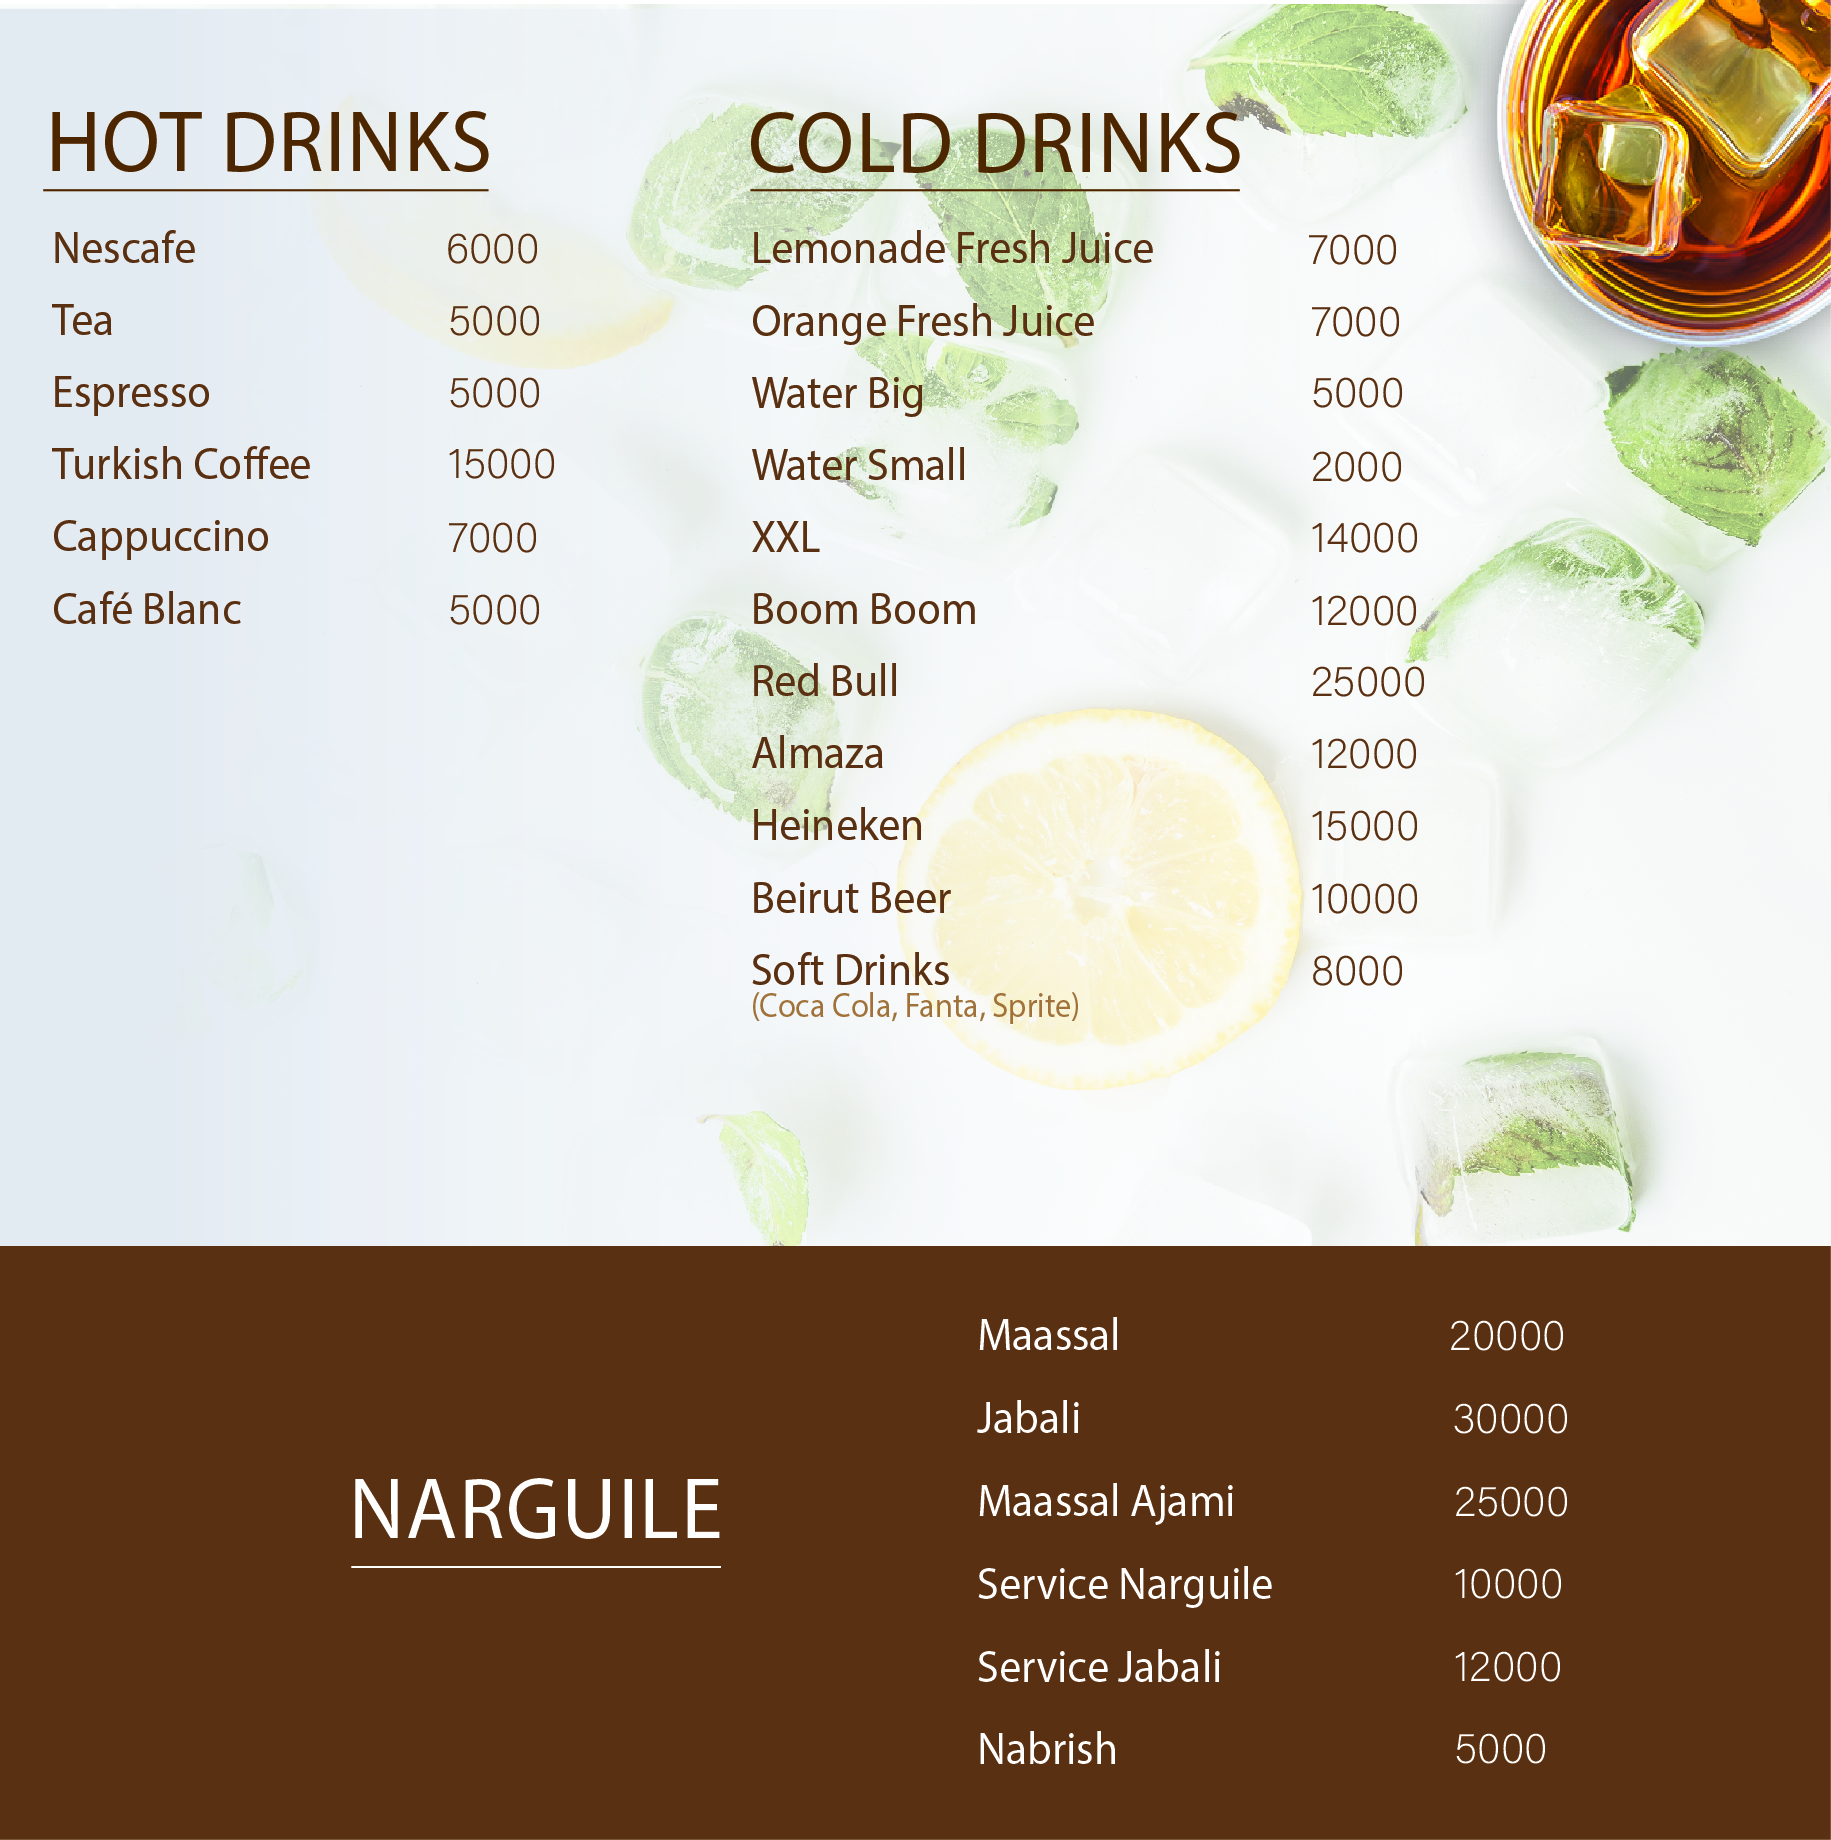 HOT DRINKS
Nescafe 6000
Tea 5000
Espresso 5000
Turkish Coffee 15000
Cappuccino 7000
Café Blanc 5000
COLD DRINKS
Lemonade Fresh Juice 7000
Orange Fresh Juice 7000
Water Big 5000
Water Small 2000
XXL 14000
Boom Boom 12000
Red Bull 25000
Almaza 12000
Heineken 15000
Beirut Beer 10000
Soft Drinks 8000
(Coca Cola, Fanta, Sprite)
NARGUILE
Maassal 20000
Jabali 30000
Maassal Ajami 25000
Service Narguile 10000
Service Jabali 12000
Nabrish 5000